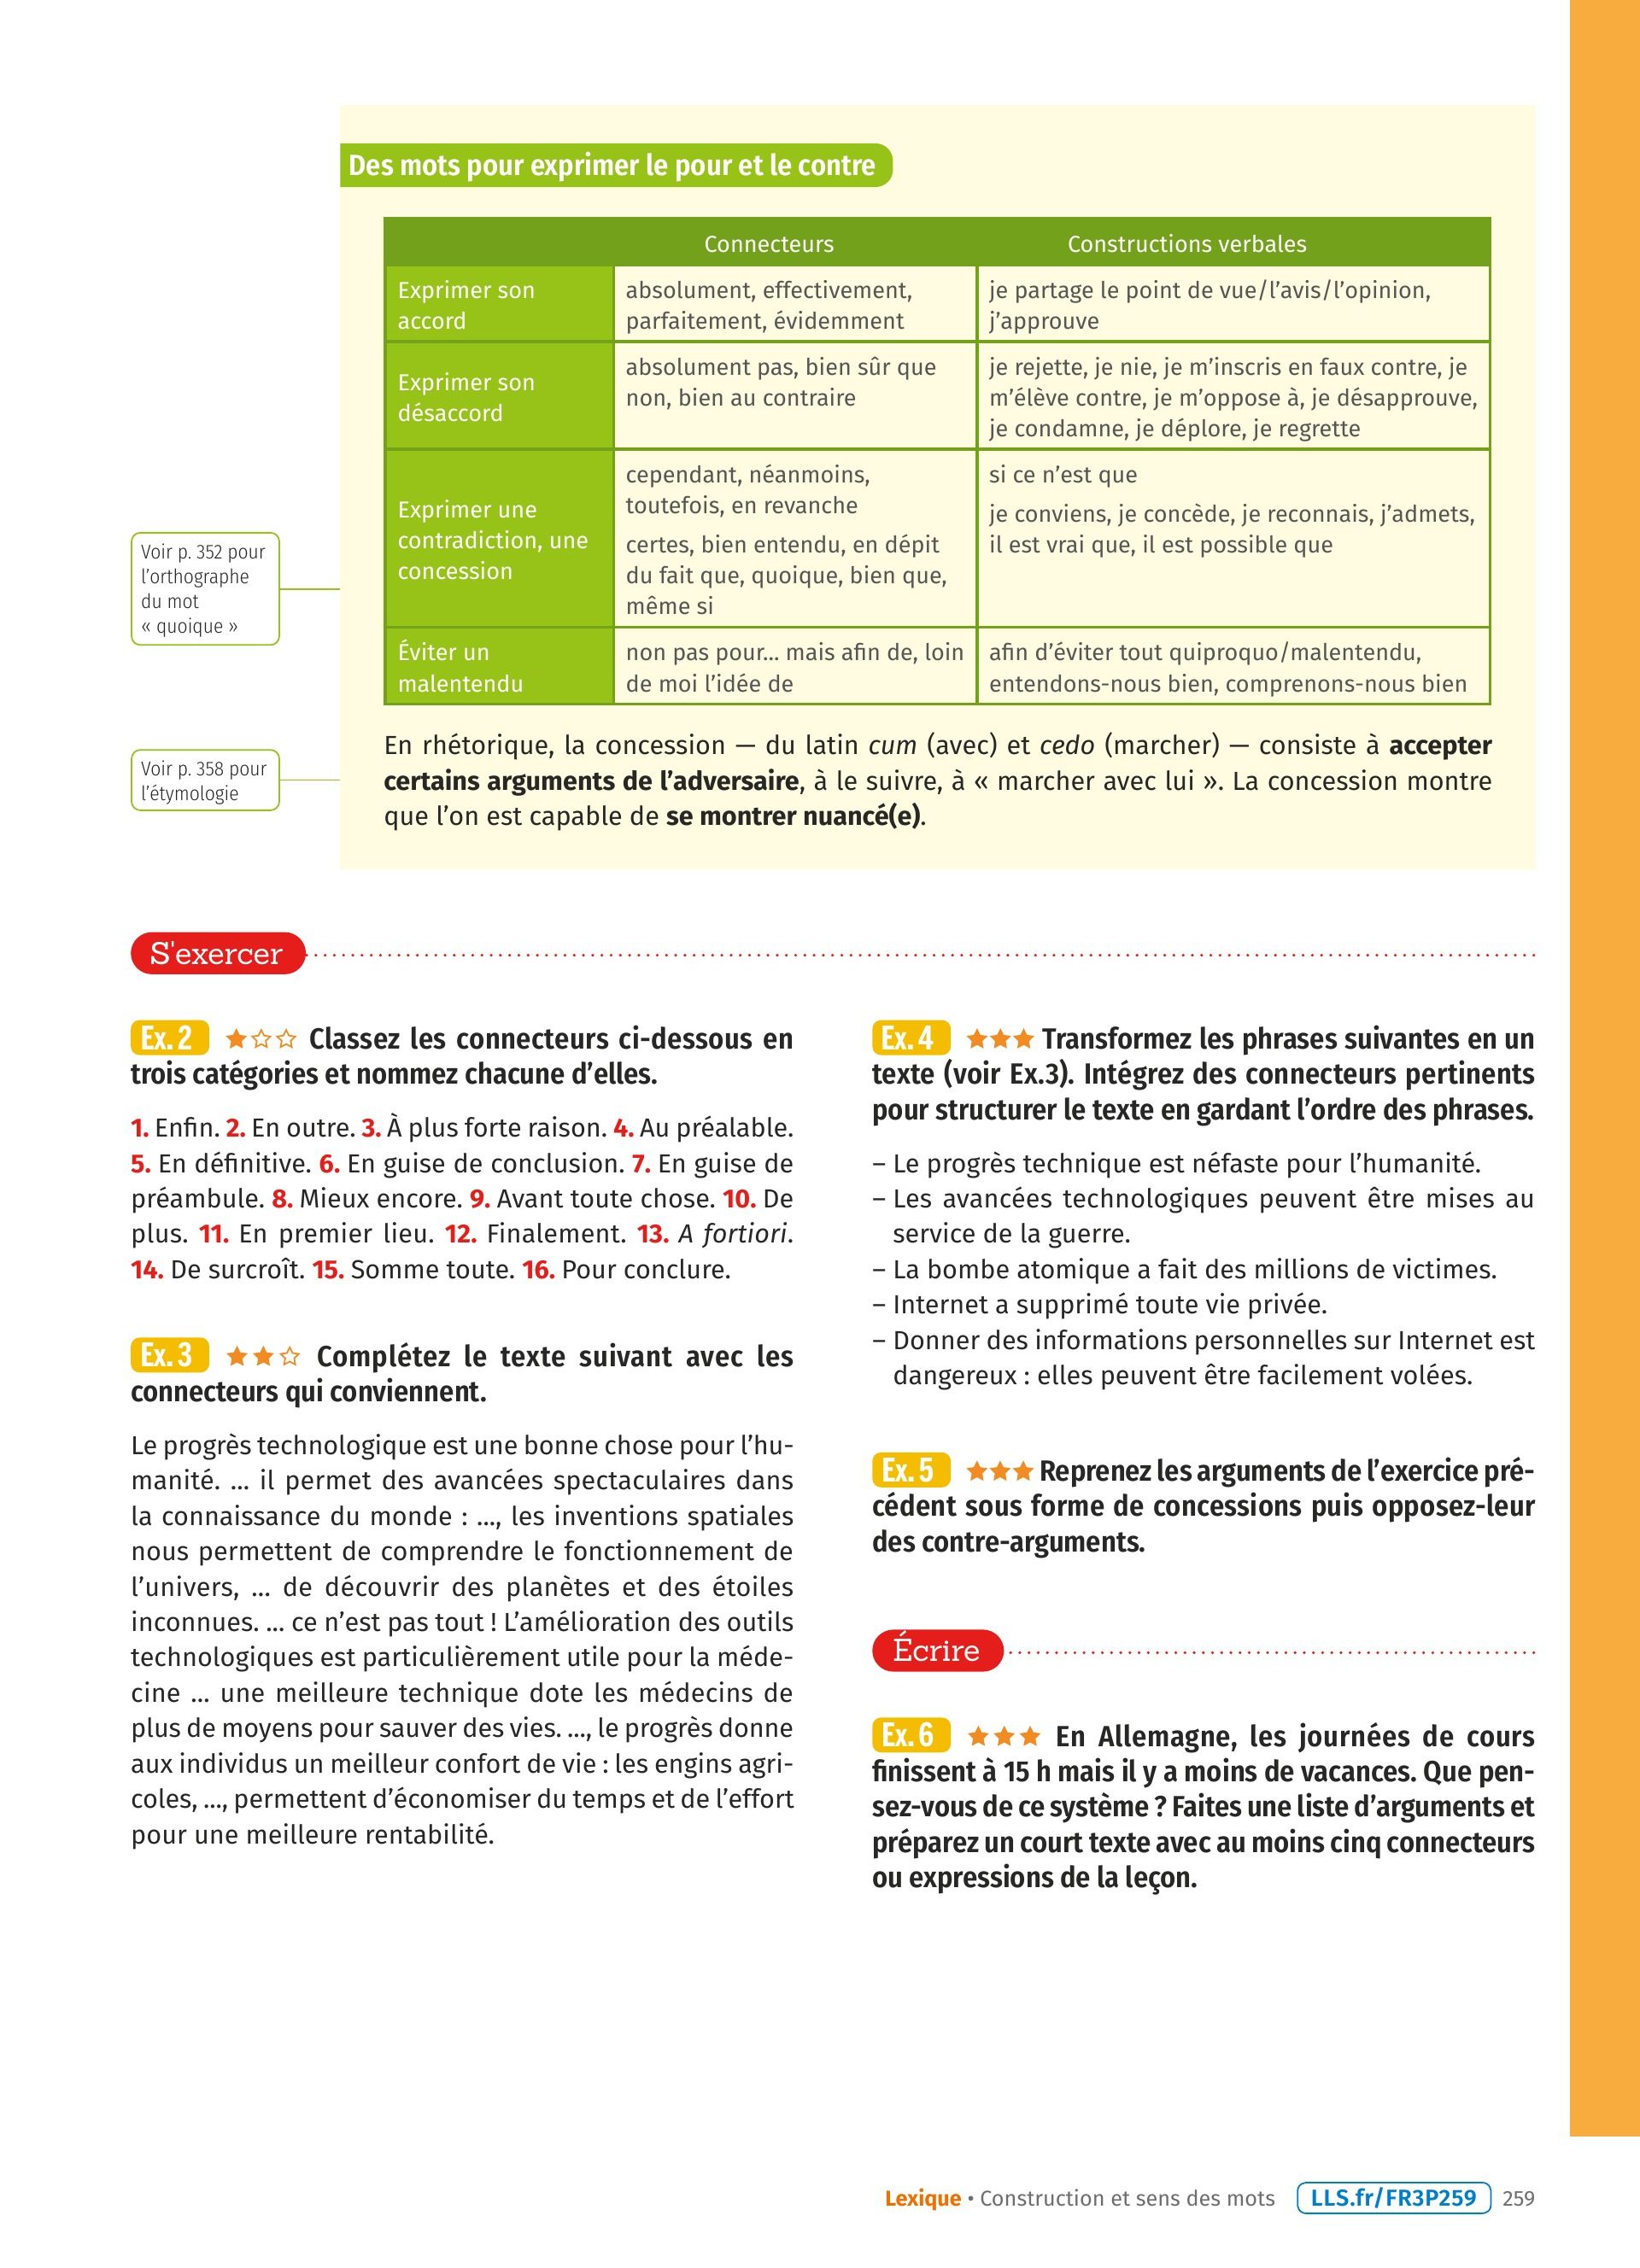 Des mots pour exprimer le pour et le contre
Connecteurs
Constructions verbales
Exprimer son
accord
absolument, effectivement,
parfaitement, évidemment
je partage le point de vue/l’avis/l’opinion,
j’approuve
Exprimer son
désaccord
absolument pas, bien sûr que
non, bien au contraire
je rejette, je nie, je m’inscris en faux contre, je
m’élève contre, je m’oppose à, je désapprouve,
je condamne, je déplore, je regrette
Exprimer une
contradiction, une
concession
cependant, néanmoins,
toutefois, en revanche
certes, bien entendu, en dépit
du fait que, quoique, bien que,
même si
si ce n’est que
je conviens, je concède, je reconnais, j’admets,
il est vrai que, il est possible que
Éviter un
malentendu
non pas pour... mais afin de, loin
de moi l’idée de
afin d’éviter tout quiproquo/malentendu,
entendons-nous bien, comprenons-nous bien
Voir p. 352 pour
l’orthographe
du mot
« quoique »
Voir p. 358 pour
l’étymologie
En rhétorique, la concession — du latin cum (avec) et cedo (marcher) — consiste à accepter
certains arguments de l’adversaire, à le suivre, à « marcher avec lui ». La concession montre
que l’on est capable de se montrer nuancé(e).
S'exercer
Ex. 2 ★☆☆ Classez les connecteurs ci-dessous en
trois catégories et nommez chacune d’elles.
1. Enfin. 2. En outre. 3. À plus forte raison. 4. Au préalable.
5. En définitive. 6. En guise de conclusion. 7. En guise de
préambule. 8. Mieux encore. 9. Avant toute chose. 10. De
plus. 11. En premier lieu. 12. Finalement. 13. A fortiori.
14. De surcroît. 15. Somme toute. 16. Pour conclure.
Ex. 3 ★★☆ Complétez le texte suivant avec les
connecteurs qui conviennent.
Le progrès technologique est une bonne chose pour l’hu-
manité. ... il permet des avancées spectaculaires dans
la connaissance du monde : ..., les inventions spatiales
nous permettent de comprendre le fonctionnement de
l’univers, ... de découvrir des planètes et des étoiles
inconnues. ... ce n’est pas tout ! L’amélioration des outils
technologiques est particulièrement utile pour la méde-
cine ... une meilleure technique dote les médecins de
plus de moyens pour sauver des vies. ..., le progrès donne
aux individus un meilleur confort de vie : les engins agri-
coles, ..., permettent d’économiser du temps et de l’effort
pour une meilleure rentabilité.
Ex. 4 ★★★ Transformez les phrases suivantes en un
texte (voir Ex.3). Intégrez des connecteurs pertinents
pour structurer le texte en gardant l’ordre des phrases.
– Le progrès technique est néfaste pour l’humanité.
– Les avancées technologiques peuvent être mises au
service de la guerre.
– La bombe atomique a fait des millions de victimes.
– Internet a supprimé toute vie privée.
– Donner des informations personnelles sur Internet est
dangereux : elles peuvent être facilement volées.
Ex. 5 ★★★ Reprenez les arguments de l’exercice pré-
cédent sous forme de concessions puis opposez-leur
des contre-arguments.
Écrire
Ex. 6 ★★★ En Allemagne, les journées de cours
finissent à 15 h mais il y a moins de vacances. Que pen-
sez-vous de ce système ? Faites une liste d’arguments et
préparez un court texte avec au moins cinq connecteurs
ou expressions de la leçon.
Lexique • Construction et sens des mots LLS.fr/FR3P259 259